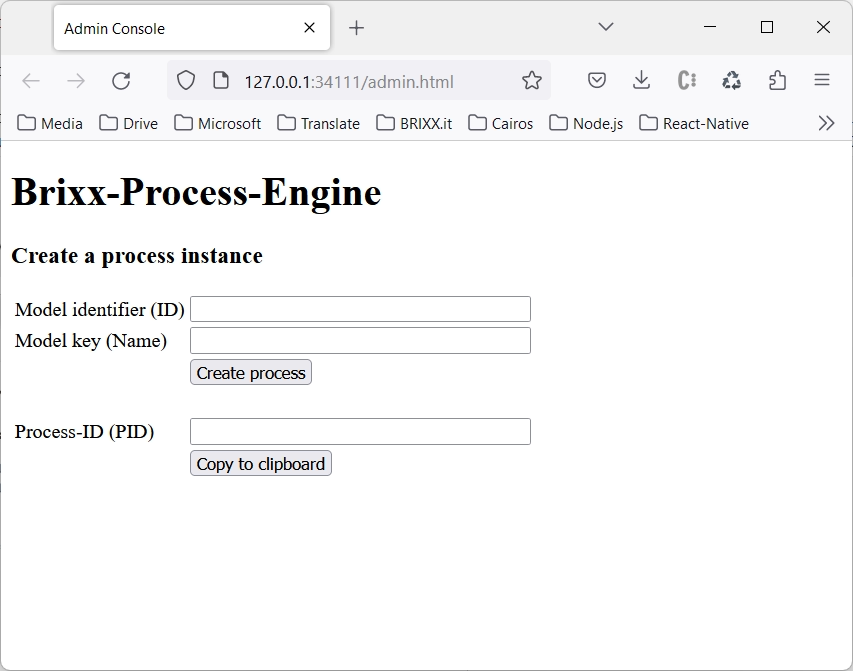 Admin Console
127.0.0.1:34111/admin.html
Media Drive Microsoft Translate BRIXX.it Cairos Node.js React-Native
Brixx-Process-Engine
Create a process instance
Model identifier (ID)
Model key (Name)
Create process
Process-ID (PID)
Copy to clipboard